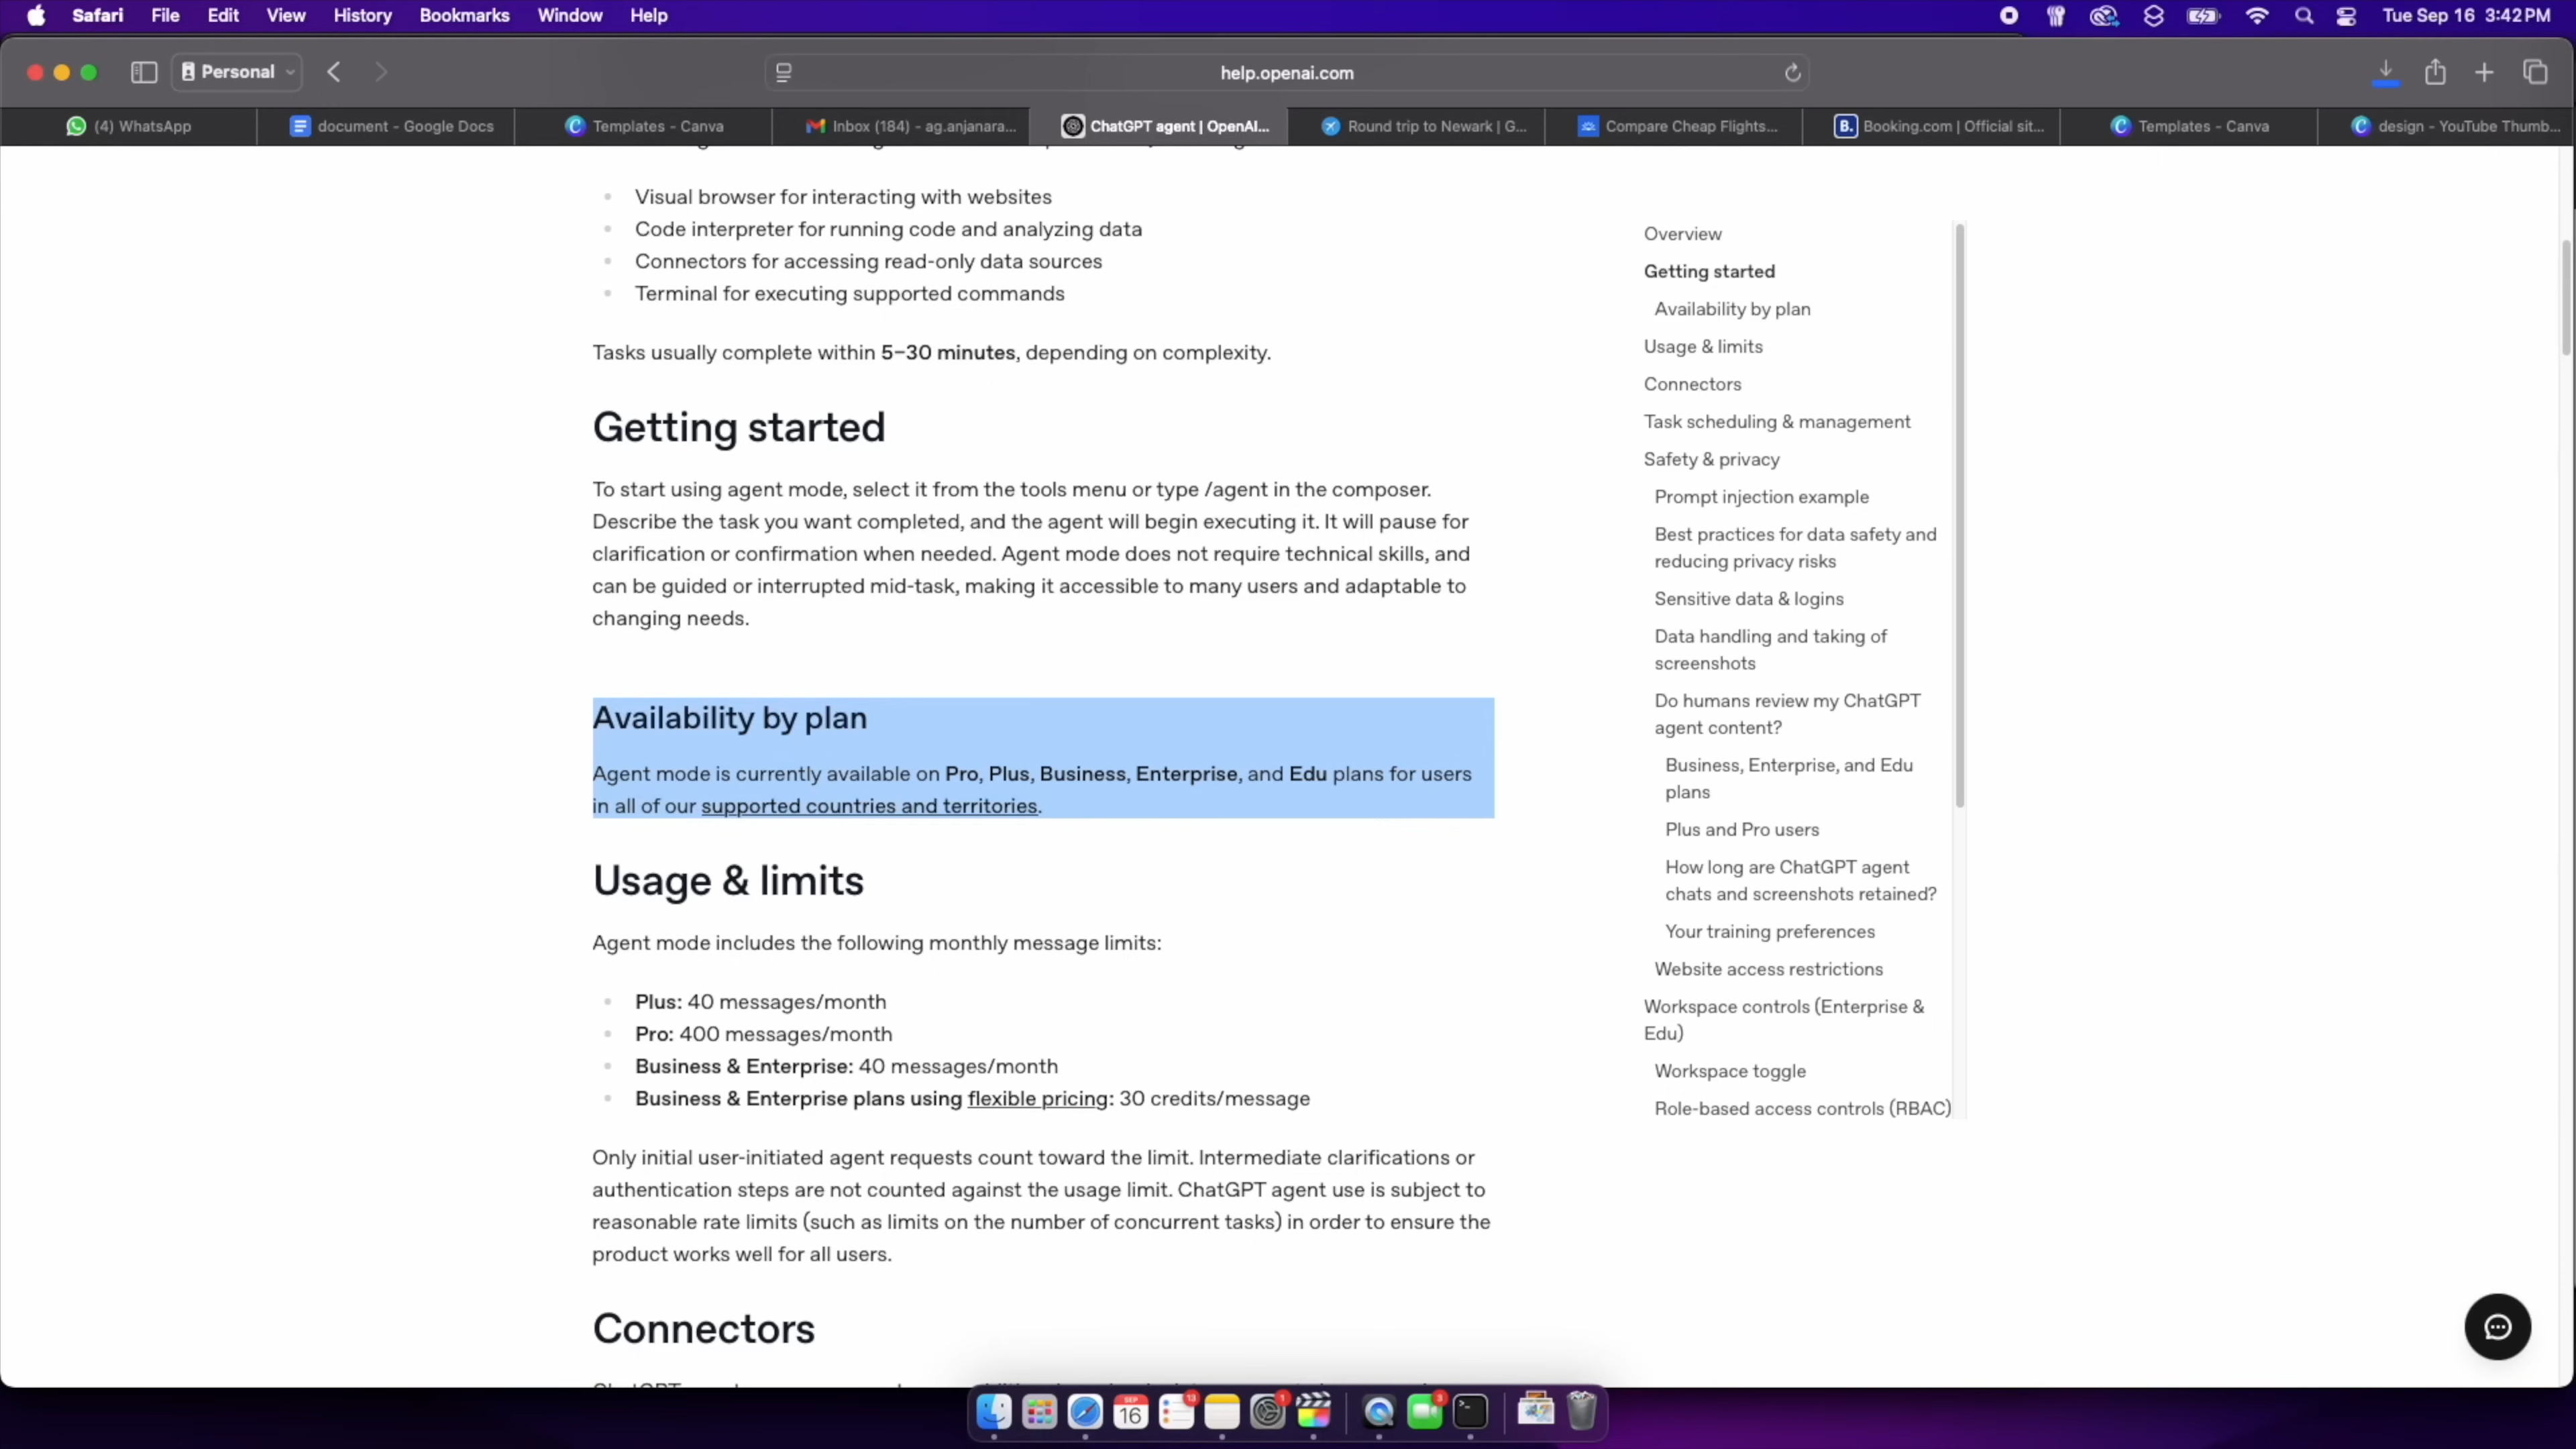 Safari File Edit View History Bookmarks Window Help
Tue Sep 16 3:42 PM
Personal
help.openai.com
(4) WhatsApp
document - Google Docs
Templates - Canva
Inbox (184) - ag.anjanara...
ChatGPT agent | OpenAI...
Round trip to Newark | G...
Compare Cheap Flights...
B. Booking.com | Official sit...
Templates - Canva
design - YouTube Thumb...
Visual browser for interacting with websites
Code interpreter for running code and analyzing data
Connectors for accessing read-only data sources
Terminal for executing supported commands
Tasks usually complete within 5–30 minutes, depending on complexity.
Getting started
To start using agent mode, select it from the tools menu or type /agent in the composer.
Describe the task you want completed, and the agent will begin executing it. It will pause for
clarification or confirmation when needed. Agent mode does not require technical skills, and
can be guided or interrupted mid-task, making it accessible to many users and adaptable to
changing needs.
Availability by plan
Agent mode is currently available on Pro, Plus, Business, Enterprise, and Edu plans for users
in all of our supported countries and territories.
Usage & limits
Agent mode includes the following monthly message limits:
Plus: 40 messages/month
Pro: 400 messages/month
Business & Enterprise: 40 messages/month
Business & Enterprise plans using flexible pricing: 30 credits/message
Only initial user-initiated agent requests count toward the limit. Intermediate clarifications or
authentication steps are not counted against the usage limit. ChatGPT agent use is subject to
reasonable rate limits (such as limits on the number of concurrent tasks) in order to ensure the
product works well for all users.
Connectors
Overview
Getting started
Availability by plan
Usage & limits
Connectors
Task scheduling & management
Safety & privacy
Prompt injection example
Best practices for data safety and
reducing privacy risks
Sensitive data & logins
Data handling and taking of
screenshots
Do humans review my ChatGPT
agent content?
Business, Enterprise, and Edu
plans
Plus and Pro users
How long are ChatGPT agent
chats and screenshots retained?
Your training preferences
Website access restrictions
Workspace controls (Enterprise &
Edu)
Workspace toggle
Role-based access controls (RBAC)
SEP
16
13
1
3